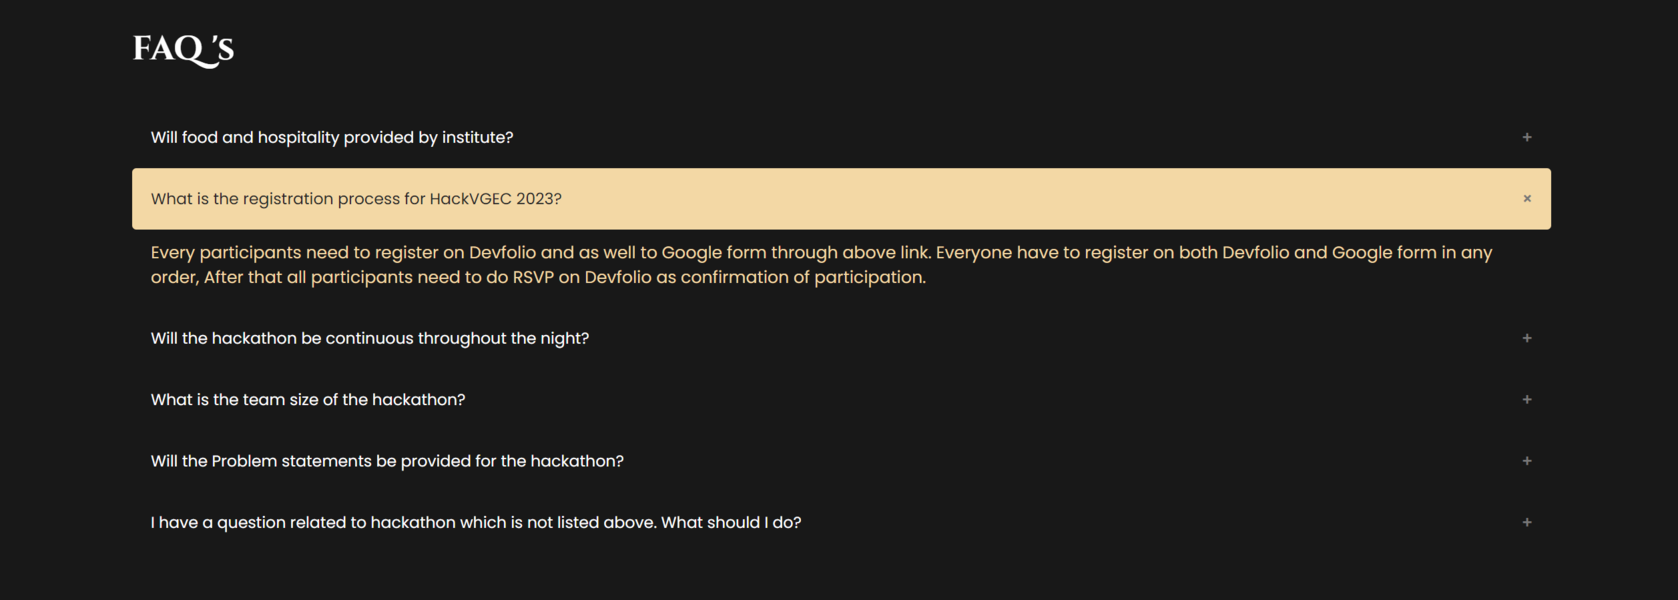 FAQ's
Will food and hospitality provided by institute?
What is the registration process for HackVGEC 2023?
Every participants need to register on Devfolio and as well to Google form through above link. Everyone have to register on both Devfolio and Google form in any
order, After that all participants need to do RSVP on Devfolio as confirmation of participation.
Will the hackathon be continuous throughout the night?
What is the team size of the hackathon?
Will the Problem statements be provided for the hackathon?
I have a question related to hackathon which is not listed above. What should I do?